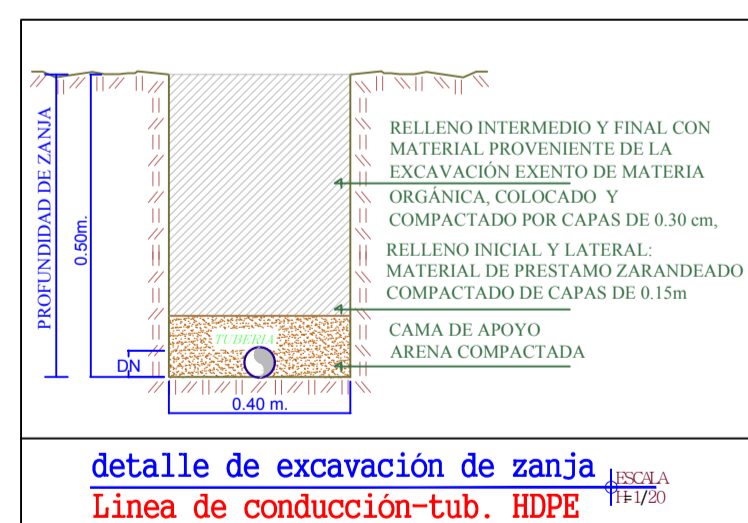 PROFUNDIDAD DE ZANJA
0.50m.
RELLENO INTERMEDIO Y FINAL CON
MATERIAL PROVENIENTE DE LA
EXCAVACIÓN EXENTO DE MATERIA
ORGÁNICA, COLOCADO Y
COMPACTADO POR CAPAS DE 0.30 cm,
RELLENO INICIAL Y LATERAL:
MATERIAL DE PRESTAMO ZARANDEADO
COMPACTADO DE CAPAS DE 0.15m
TUBERIA
CAMA DE APOYO
ARENA COMPACTADA
DN
0.40 m.
detalle de excavación de zanja
ESCALA
1/20
Linea de conducción-tub. HDPE